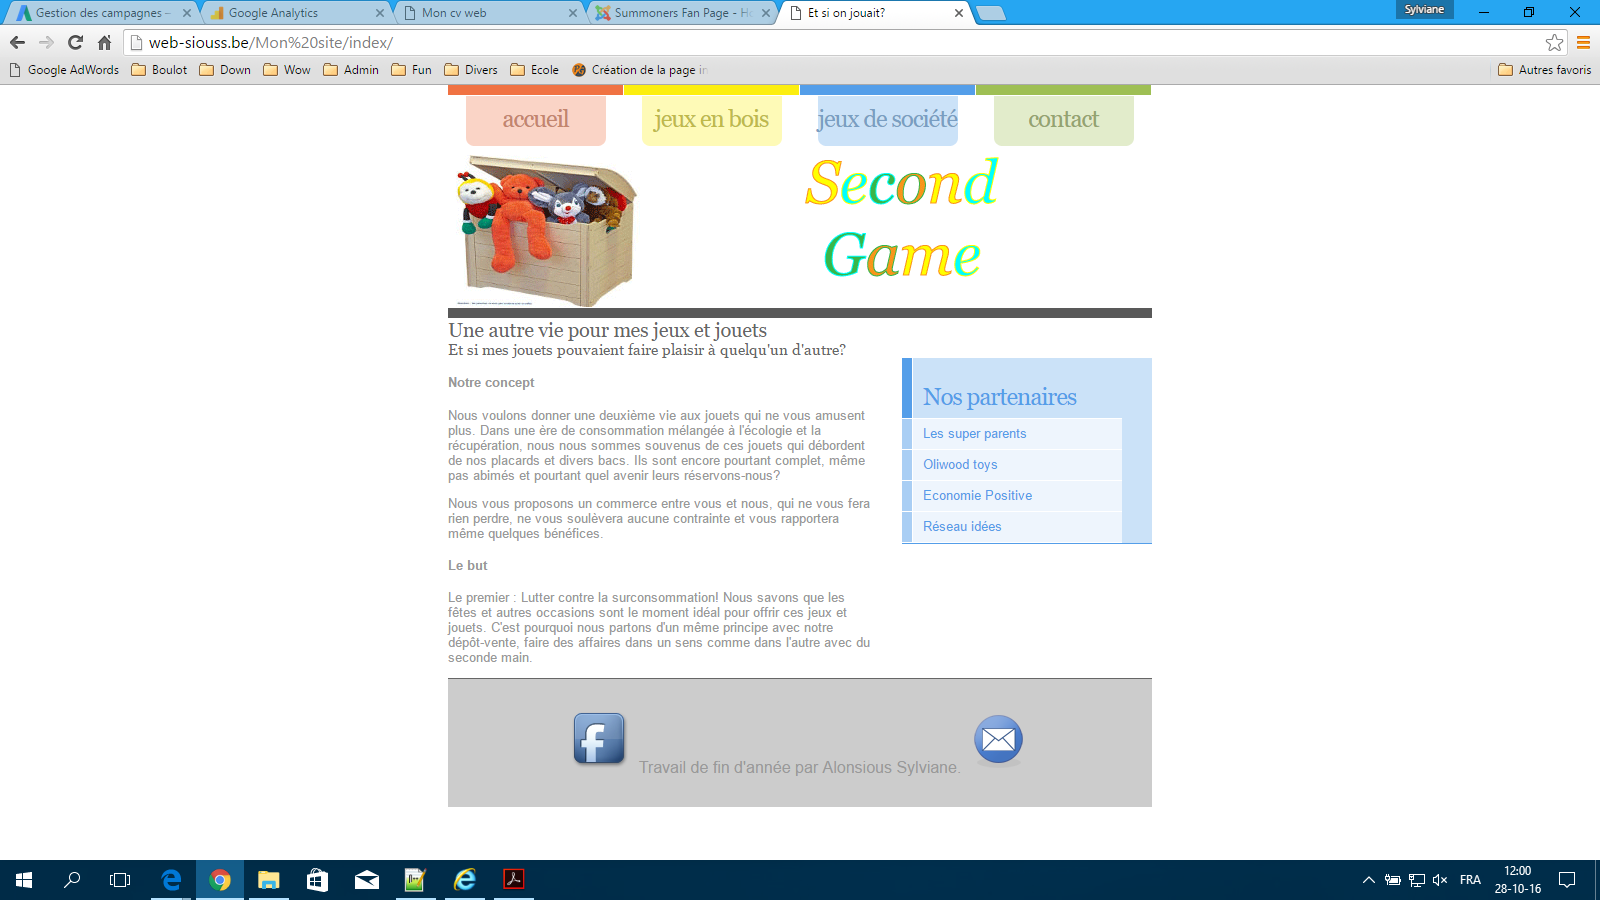 Gestion des campagnes –
Google Analytics
Mon cv web
Summoners Fan Page - H
Et si on jouait?
Sylviane
web-siouss.be/Mon%20site/index/
Google AdWords
Boulot
Down
Wow
Admin
Fun
Divers
Ecole
Création de la page
Autres favoris
accueil
jeux en bois
jeux de société
contact
Second
Game
Une autre vie pour mes jeux et jouets
Et si mes jouets pouvaient faire plaisir à quelqu'un d'autre?
Notre concept
Nous voulons donner une deuxième vie aux jouets qui ne vous amusent
plus. Dans une ère de consommation mélangée à l'écologie et la
récupération, nous nous sommes souvenus de ces jouets qui débordent
de nos placards et divers bacs. Ils sont encore pourtant complet, même
pas abimés et pourtant quel avenir leurs réservons-nous?
Nous vous proposons un commerce entre vous et nous, qui ne vous fera
rien perdre, ne vous soulèvera aucune contrainte et vous rapportera
même quelques bénéfices.
Le but
Le premier : Lutter contre la surconsommation! Nous savons que les
fêtes et autres occasions sont le moment idéal pour offrir ces jeux et
jouets. C'est pourquoi nous partons d'un même principe avec notre
dépôt-vente, faire des affaires dans un sens comme dans l'autre avec du
seconde main.
Nos partenaires
Les super parents
Oliwood toys
Economie Positive
Réseau idées
Travail de fin d'année par Alonsious Sylviane.
FRA
12:00
28-10-16